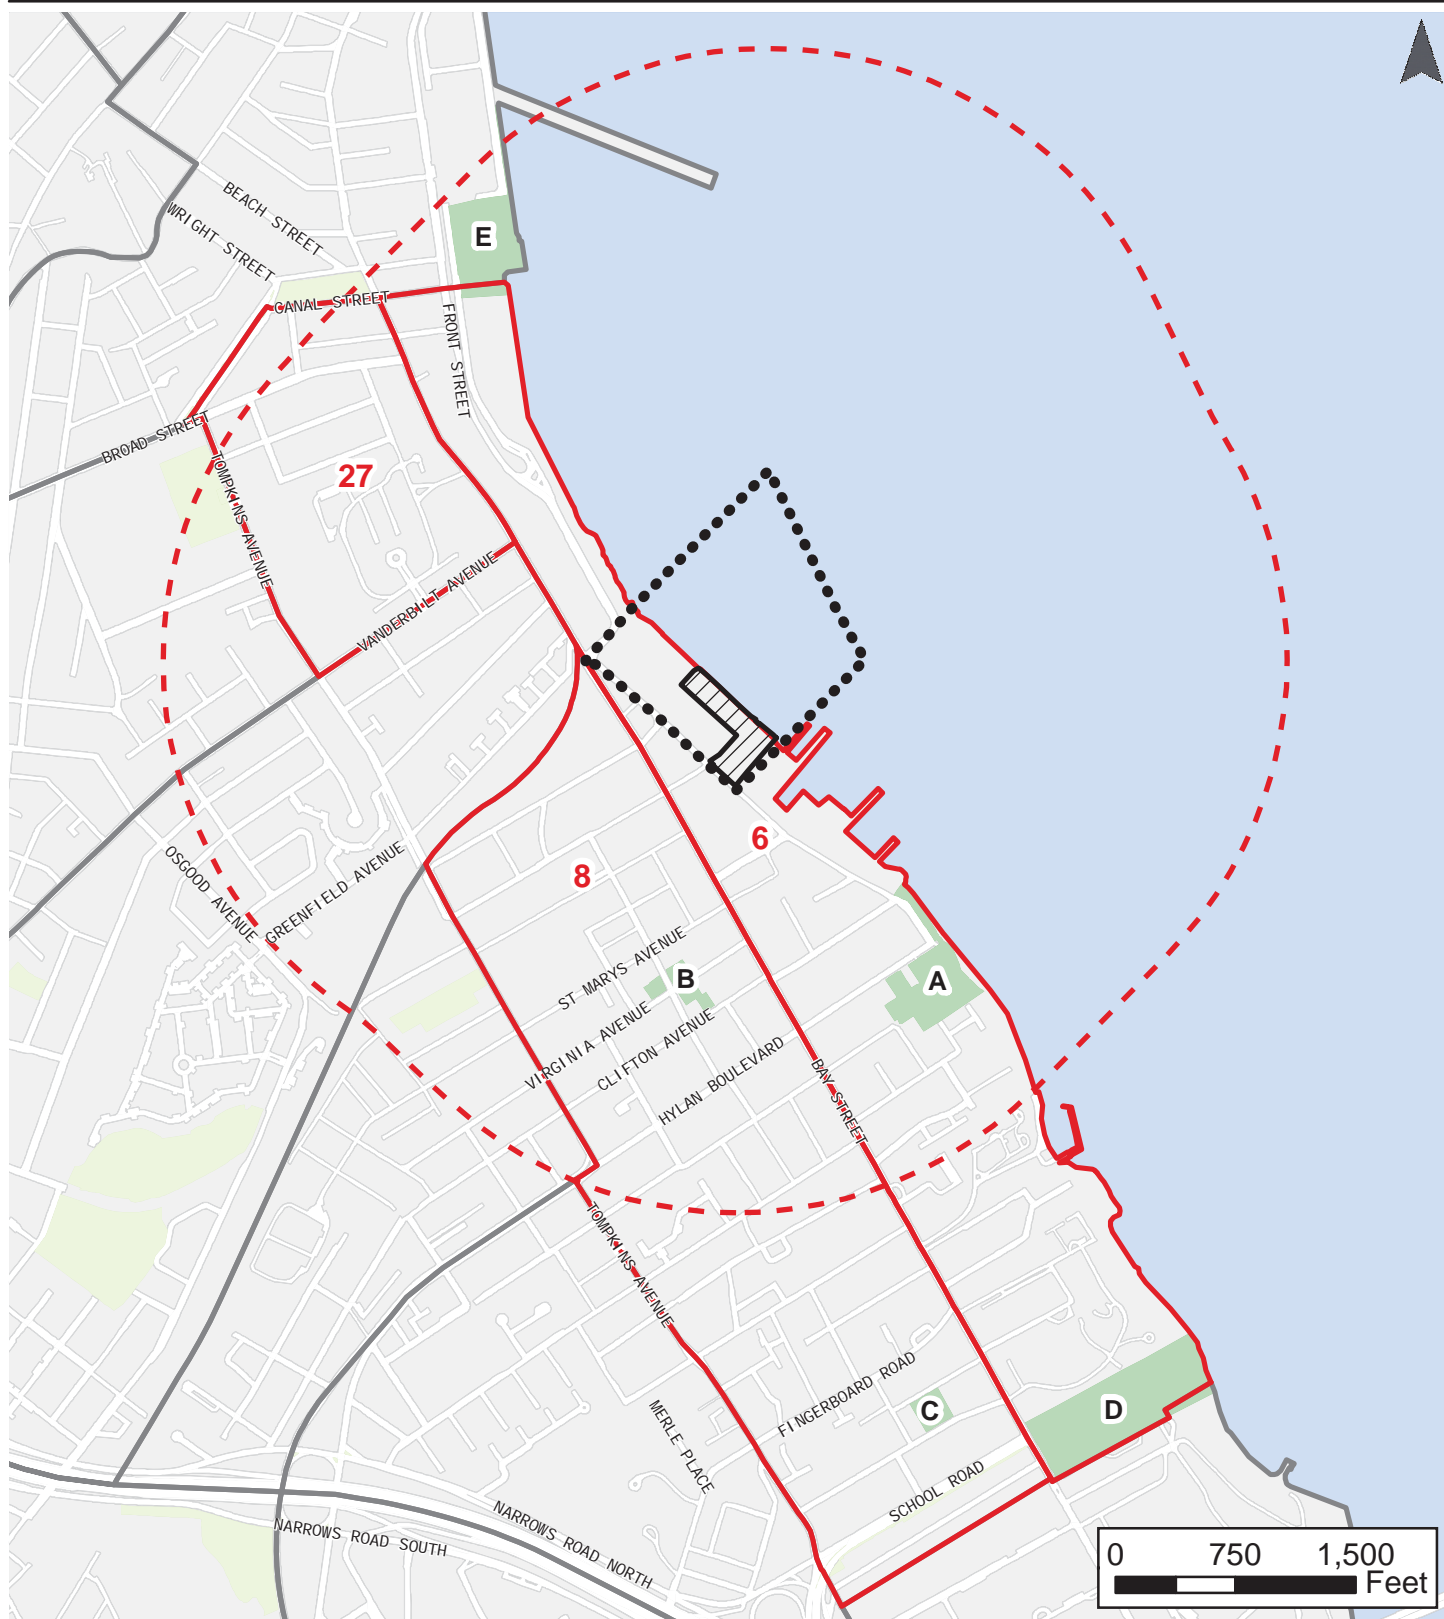 E
BEACH STREET
WRIGHT STREET
CANAL STREET
FRONT STREET
BROAD STREET
27
TOMPKINS AVENUE
VANDERBILT AVENUE
6
8
OSGOOD AVENUE
GREENFIELD AVENUE
ST MARYS AVENUE
B
A
VIRGINIA AVENUE
CLIFTON AVENUE
HYLAN BOULEVARD
BAY STREET
TOMPKINS AVENUE
FINGERBOARD ROAD
C
D
MERLE PLACE
SCHOOL ROAD
NARROWS ROAD SOUTH
NARROWS ROAD NORTH
0 750 1,500
Feet